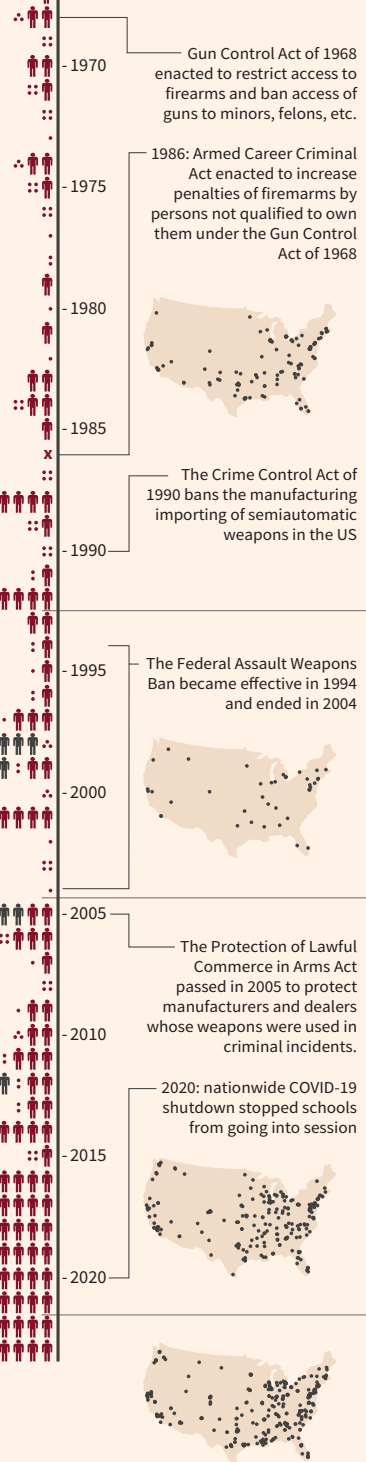 Gun Control Act of 1968
1970
enacted to restrict access to
firearms and ban access of
guns to minors, felons, etc.
1986: Armed Career Criminal
Act enacted to increase
1975
penalties of firemarms by
persons not qualified to own
them under the Gun Control
Act of 1968
1980
1985
x
The Crime Control Act of
1990 bans the manufacturing
importing of semiautomatic
weapons in the US
1990
1995
The Federal Assault Weapons
Ban became effective in 1994
and ended in 2004
2000
2005
The Protection of Lawful
Commerce in Arms Act
passed in 2005 to protect
manufacturers and dealers
whose weapons were used in
criminal incidents.
2010
2020: nationwide COVID-19
shutdown stopped schools
from going into session
2015
2020